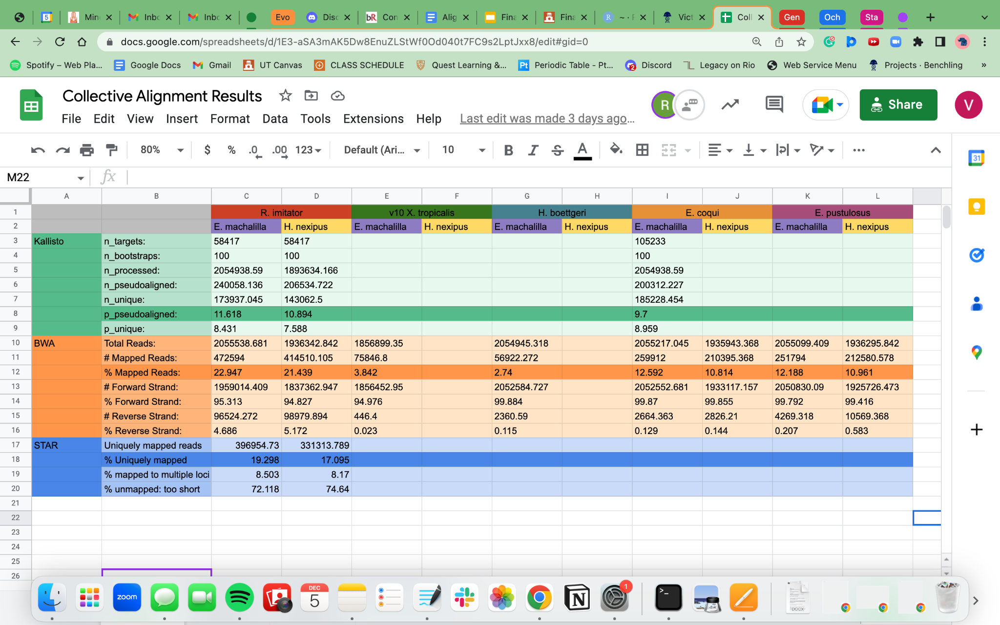 5 Min Inbc Inbc Evo Disc bR Con Alig Fina Fina R ~ · F Vict Coll Gen Och Sta
docs.google.com/spreadsheets/d/1E3-aSA3mAK5Dw8EnuZLStWf0Od040t7FC9s2LptJxx8/edit#gid=0
Spotify – Web Pla... Google Docs Gmail UT Canvas CLASS SCHEDULE Quest Learning &... Pt Periodic Table - Pt... 2 Discord Legacy on Rio Web Service Menu Projects · Benchling »
Collective Alignment Results R Share V
File Edit View Insert Format Data Tools Extensions Help Last edit was made 3 days ago...
80% $ % .0 .00 123 Default (Ari... 10 B I S A 31
M22 fx
A B C D E F G H I J K L
1 R. imitator v10 X. tropicalis H. boettgeri E. coqui E. pustulosus
2 E. machalilla H. nexipus E. machalilla H. nexipus E. machalilla H. nexipus E. machalilla H. nexipus E. machalilla H. nexipus
3 Kallisto n_targets: 58417 58417 105233
4 n_bootstraps: 100 100 100
5 n_processed: 2054938.59 1893634.166 2054938.59
6 n_pseudoaligned: 240058.136 206534.722 200312.227
7 n_unique: 173937.045 143062.5 185228.454
8 p_pseudoaligned: 11.618 10.894 9.7
9 p_unique: 8.431 7.588 8.959
10 BWA Total Reads: 2055538.681 1936342.842 1856899.35 2054945.318 2055217.045 1935943.368 2055099.409 1936295.842
11 # Mapped Reads: 472594 414510.105 75846.8 56922.272 259912 210395.368 251794 212580.578
12 % Mapped Reads: 22.947 21.439 3.842 2.74 12.592 10.814 12.188 10.961
13 # Forward Strand: 1959014.409 1837362.947 1856452.95 2052584.727 2052552.681 1933117.157 2050830.09 1925726.473
14 % Forward Strand: 95.313 94.827 94.976 99.884 99.87 99.855 99.792 99.416
15 # Reverse Strand: 96524.272 98979.894 446.4 2360.59 2664.363 2826.21 4269.318 10569.368
16 % Reverse Strand: 4.686 5.172 0.023 0.115 0.129 0.144 0.207 0.583
17 STAR Uniquely mapped reads 396954.73 331313.789
18 % Uniquely mapped 19.298 17.095
19 % mapped to multiple loci 8.503 8.17
20 % unmapped: too short 72.118 74.64
21
22
23
24
25
26
zoom DEC 5 N 1 >_ DOCX